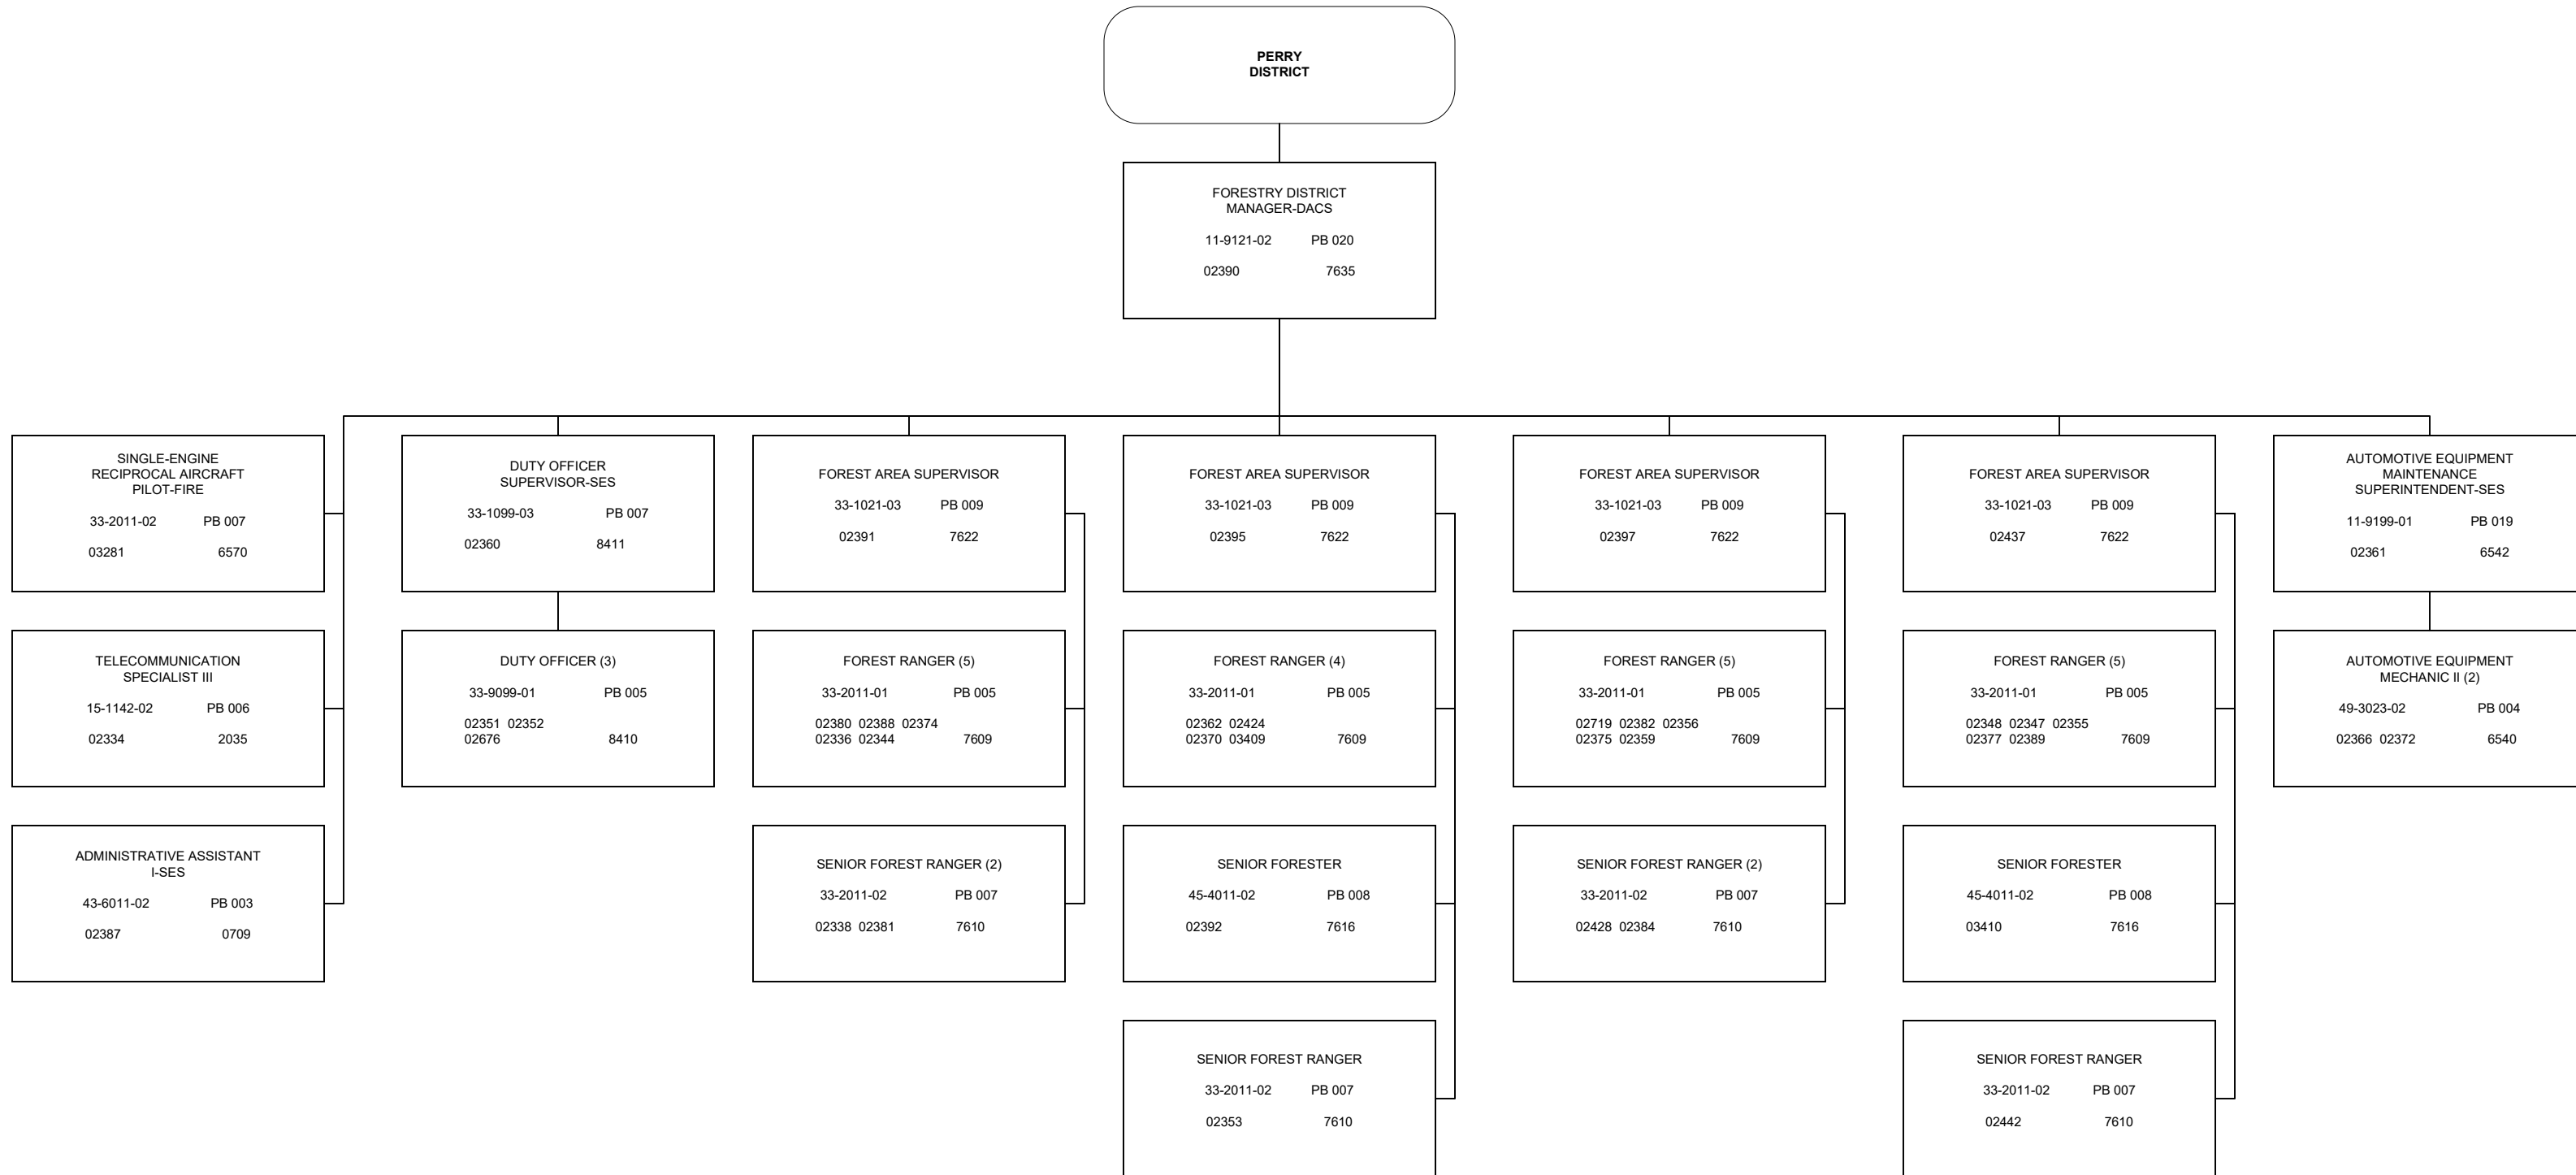 PERRY
DISTRICT
FORESTRY DISTRICT
MANAGER-DACS
11-9121-02 PB 020
02390 7635
SINGLE-ENGINE
RECIPROCAL AIRCRAFT
PILOT-FIRE
33-2011-02 PB 007
03281 6570
DUTY OFFICER
SUPERVISOR-SES
33-1099-03 PB 007
02360 8411
FOREST AREA SUPERVISOR
33-1021-03 PB 009
02391 7622
FOREST AREA SUPERVISOR
33-1021-03 PB 009
02395 7622
FOREST AREA SUPERVISOR
33-1021-03 PB 009
02397 7622
FOREST AREA SUPERVISOR
33-1021-03 PB 009
02437 7622
AUTOMOTIVE EQUIPMENT
MAINTENANCE
SUPERINTENDENT-SES
11-9199-01 PB 019
02361 6542
TELECOMMUNICATION
SPECIALIST III
15-1142-02 PB 006
02334 2035
DUTY OFFICER (3)
33-9099-01 PB 005
02351 02352
02676 8410
FOREST RANGER (5)
33-2011-01 PB 005
02380 02388 02374
02336 02344 7609
FOREST RANGER (4)
33-2011-01 PB 005
02362 02424
02370 03409 7609
FOREST RANGER (5)
33-2011-01 PB 005
02719 02382 02356
02375 02359 7609
FOREST RANGER (5)
33-2011-01 PB 005
02348 02347 02355
02377 02389 7609
AUTOMOTIVE EQUIPMENT
MECHANIC II (2)
49-3023-02 PB 004
02366 02372 6540
ADMINISTRATIVE ASSISTANT
I-SES
43-6011-02 PB 003
02387 0709
SENIOR FOREST RANGER (2)
33-2011-02 PB 007
02338 02381 7610
SENIOR FORESTER
45-4011-02 PB 008
02392 7616
SENIOR FOREST RANGER (2)
33-2011-02 PB 007
02428 02384 7610
SENIOR FORESTER
45-4011-02 PB 008
03410 7616
SENIOR FOREST RANGER
33-2011-02 PB 007
02353 7610
SENIOR FOREST RANGER
33-2011-02 PB 007
02442 7610